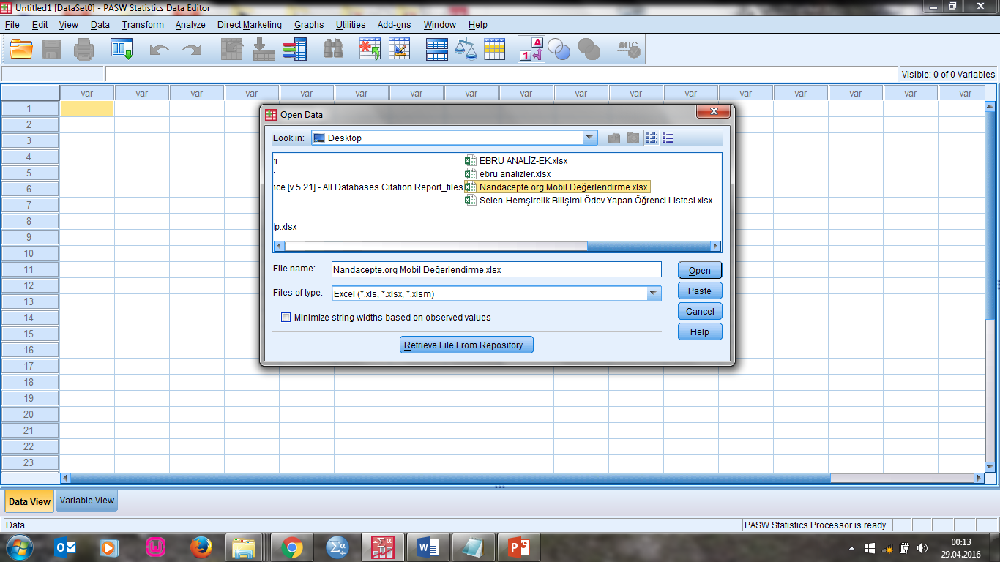 Untitled1 [DataSet0] - PASW Statistics Data Editor
File Edit View Data Transform Analyze Direct Marketing Graphs Utilities Add-ons Window Help
Visible: 0 of 0 Variables
var var var var var var var var var var var var var var var var var
1
2
3
4
5
6
7
8
9
10
11
12
13
14
15
16
17
18
19
20
21
22
23
Open Data
Look in: Desktop
EBRU ANALİZ-EK.xlsx
ebru analizler.xlsx
nce [v.5.21] - All Databases Citation Report_files
Nandacepte.org Mobil Değerlendirme.xlsx
Selen-Hemşirelik Bilişimi Ödev Yapan Öğrenci Listesi.xlsx
p.xlsx
File name: Nandacepte.org Mobil Değerlendirme.xlsx
Files of type: Excel (*.xls, *.xlsx, *.xlsm)
Minimize string widths based on observed values
Open
Paste
Cancel
Help
Retrieve File From Repository...
Data View Variable View
Data...
PASW Statistics Processor is ready
00:13
29.04.2016